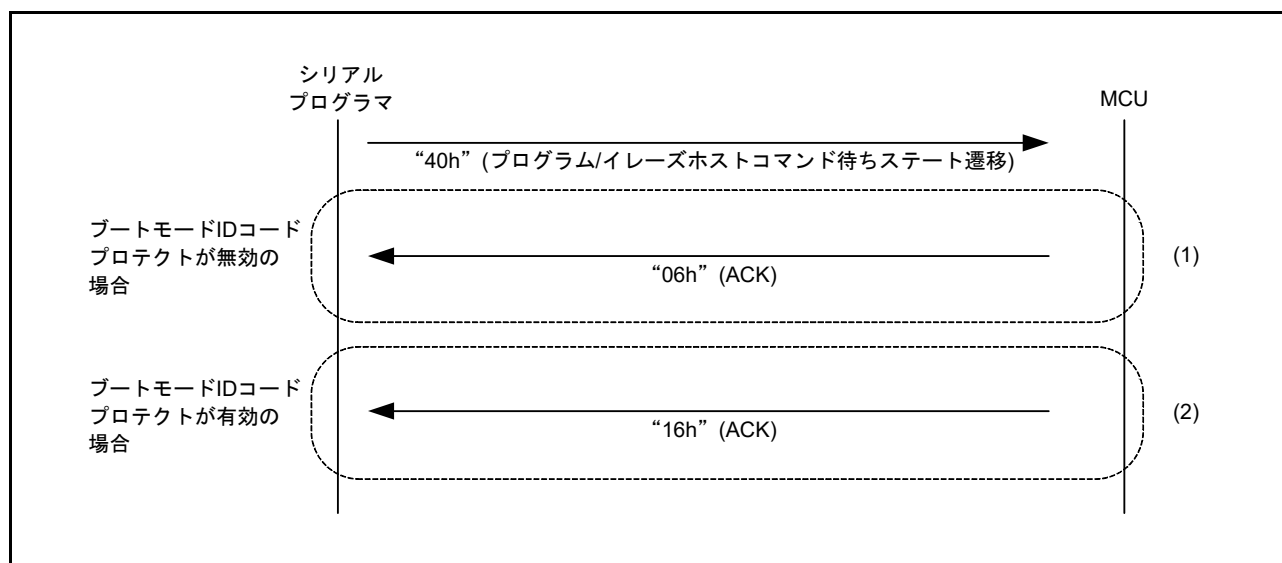 シリアル
プログラマ
MCU
“40h” (プログラム/イレーズホストコマンド待ちステート遷移)
ブートモードIDコード
プロテクトが無効の
場合
“06h” (ACK)
(1)
ブートモードIDコード
プロテクトが有効の
場合
“16h” (ACK)
(2)